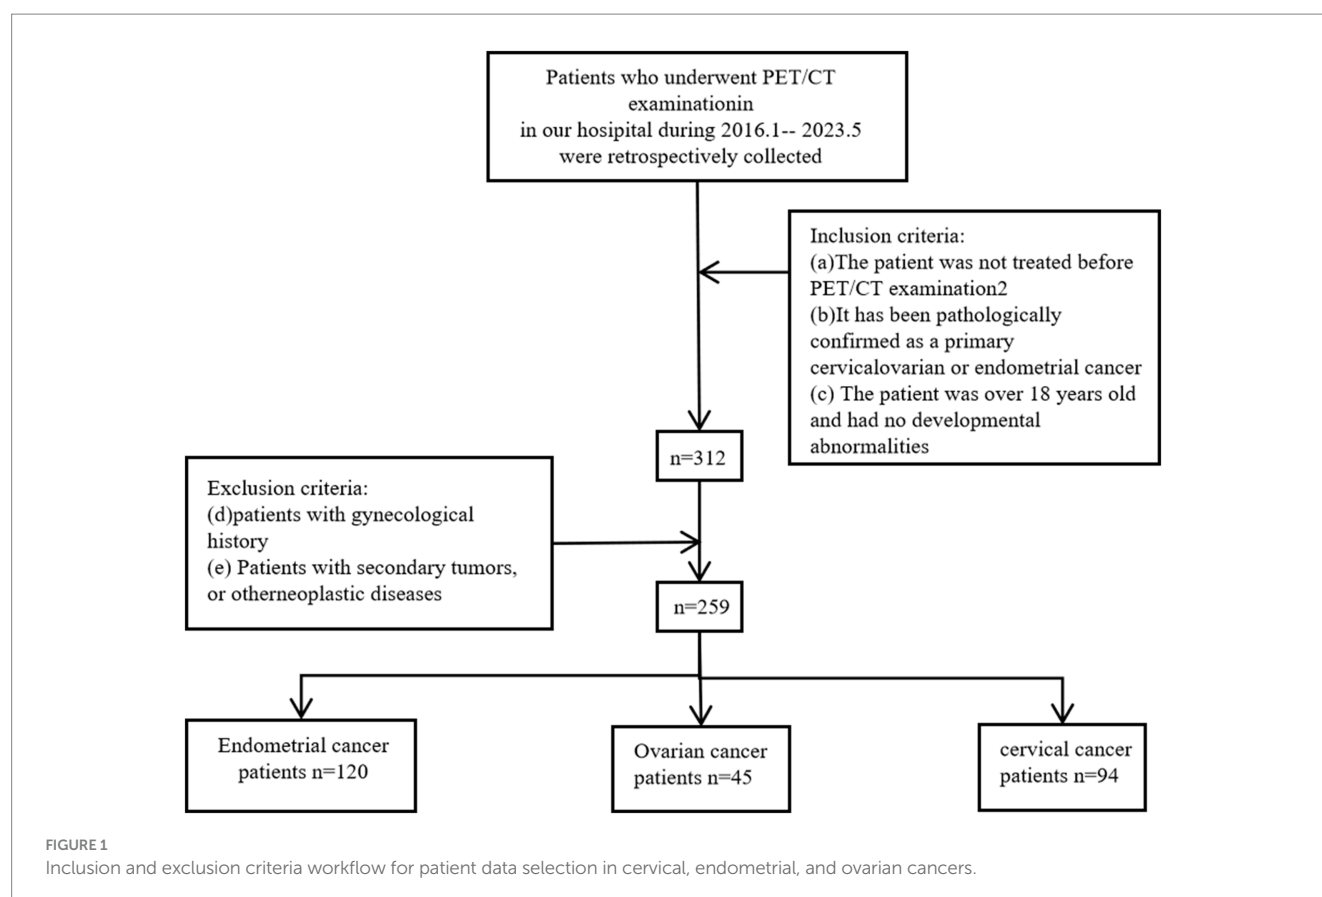 Patients who underwent PET/CT
examinationin
in our hosipital during 2016.1-- 2023.5
were retrospectively collected
Inclusion criteria:
(a)The patient was not treated before
PET/CT examination2
(b)It has been pathologically
confirmed as a primary
cervicalovarian or endometrial cancer
(c) The patient was over 18 years old
and had no developmental
abnormalities
n=312
Exclusion criteria:
(d)patients with gynecological
history
(e) Patients with secondary tumors,
or otherneoplastic diseases
n=259
Endometrial cancer
patients n=120
Ovarian cancer
patients n=45
cervical cancer
patients n=94
FIGURE 1
Inclusion and exclusion criteria workflow for patient data selection in cervical, endometrial, and ovarian cancers.